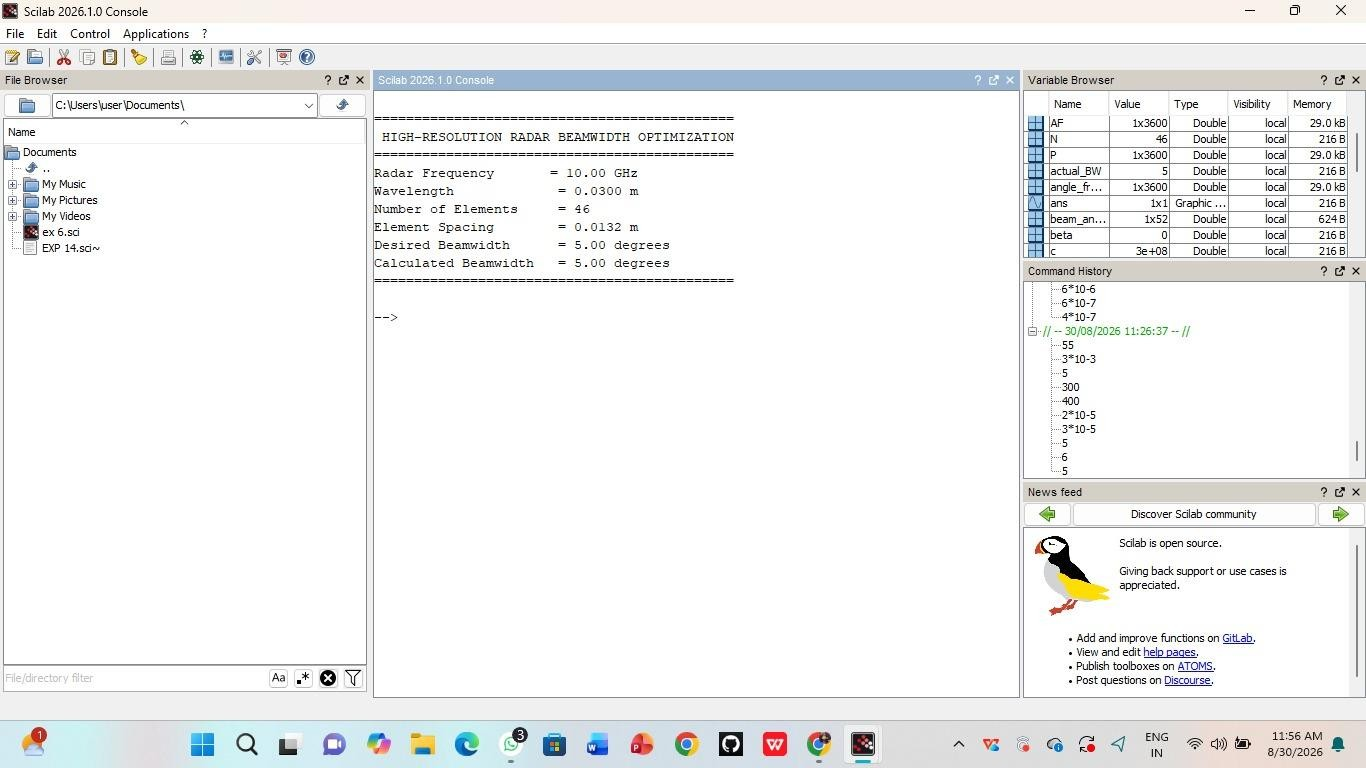 Scilab 2026.1.0 Console
File Edit Control Applications ?
File Browser ?
C:\Users\user\Documents\
Name
Documents
..
My Music
My Pictures
My Videos
ex 6.sci
EXP 14.sci~
File/directory filter
Aa
.*
Scilab 2026.1.0 Console ?
=============================================
HIGH-RESOLUTION RADAR BEAMWIDTH OPTIMIZATION
=============================================
Radar Frequency = 10.00 GHz
Wavelength = 0.0300 m
Number of Elements = 46
Element Spacing = 0.0132 m
Desired Beamwidth = 5.00 degrees
Calculated Beamwidth = 5.00 degrees
=============================================
-->
Variable Browser ?
Name Value Type Visibility Memory
AF 1x3600 Double local 29.0 kB
N 46 Double local 216 B
P 1x3600 Double local 29.0 kB
actual_BW 5 Double local 216 B
angle_fr... 1x3600 Double local 29.0 kB
ans 1x1 Graphic ... local 216 B
beam_an... 1x52 Double local 624 B
beta 0 Double local 216 B
c 3e+08 Double local 216 B
Command History ?
6*10-6
6*10-7
4*10-7
// -- 30/08/2026 11:26:37 -- //
55
3*10-3
5
300
400
2*10-5
3*10-5
5
6
5
News feed ?
Discover Scilab community
Scilab is open source.
Giving back support or use cases is
appreciated.
• Add and improve functions on GitLab.
• View and edit help pages.
• Publish toolboxes on ATOMS.
• Post questions on Discourse.
1
3
W
P
W
ENG
IN
11:56 AM
8/30/2026